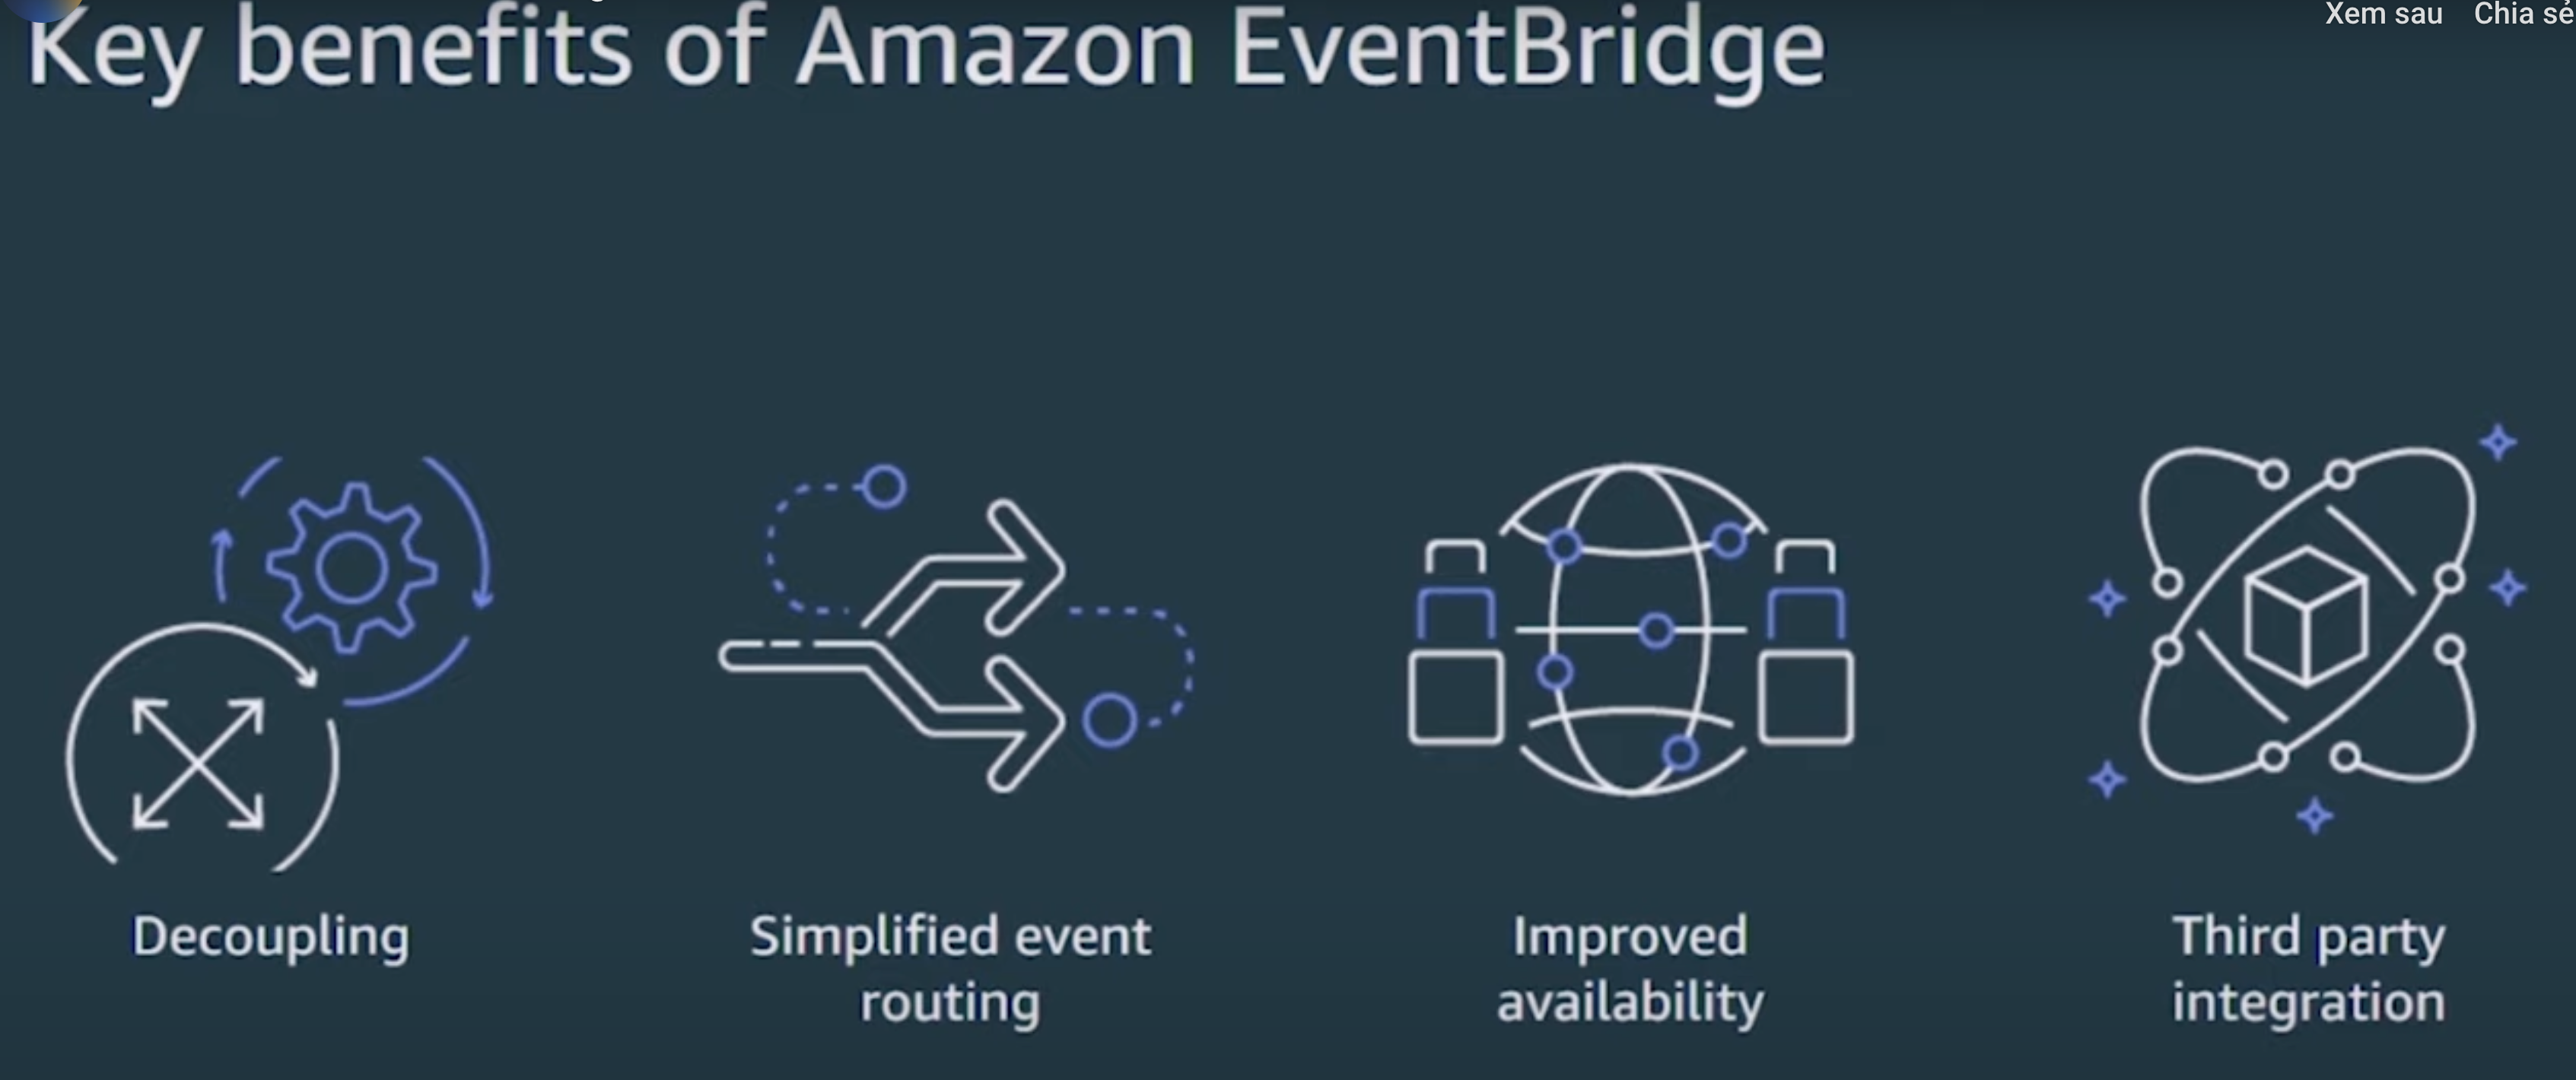 Key benefits of Amazon EventBridge
Xem sau Chia sẻ
Decoupling
Simplified event
routing
Improved
availability
Third party
integration